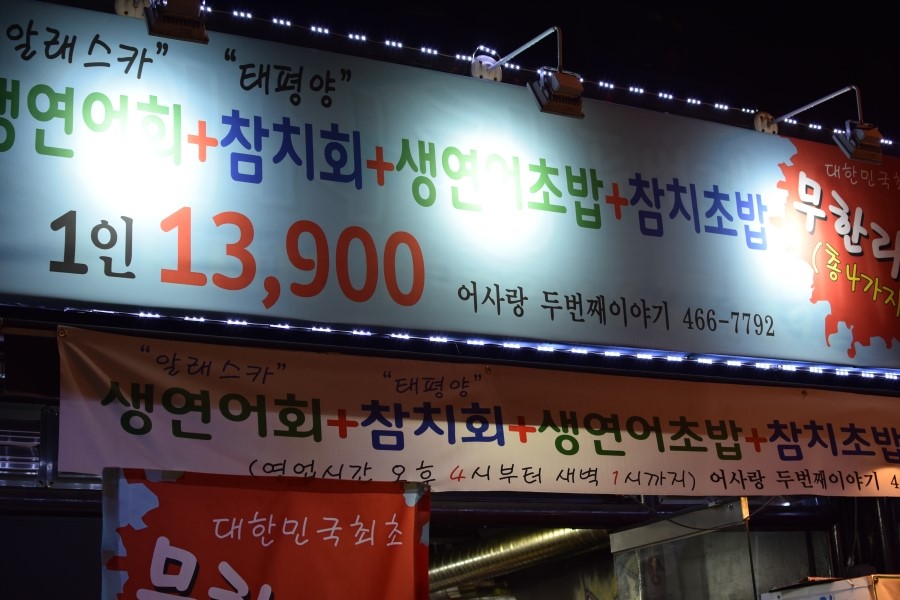 "알래스카" "태평양"
생연어회+참치회+생연어초밥+참치초밥
1인 13,900
어사랑 두번째이야기 466-7792
대한민국최
무한리
(총4가지
"알래스카" "태평양"
생연어회+참치회+생연어초밥+참치초밥
(영업시간 오후 4시부터 새벽 1시까지) 어사랑 두번째이야기 4
대한민국최초
무한